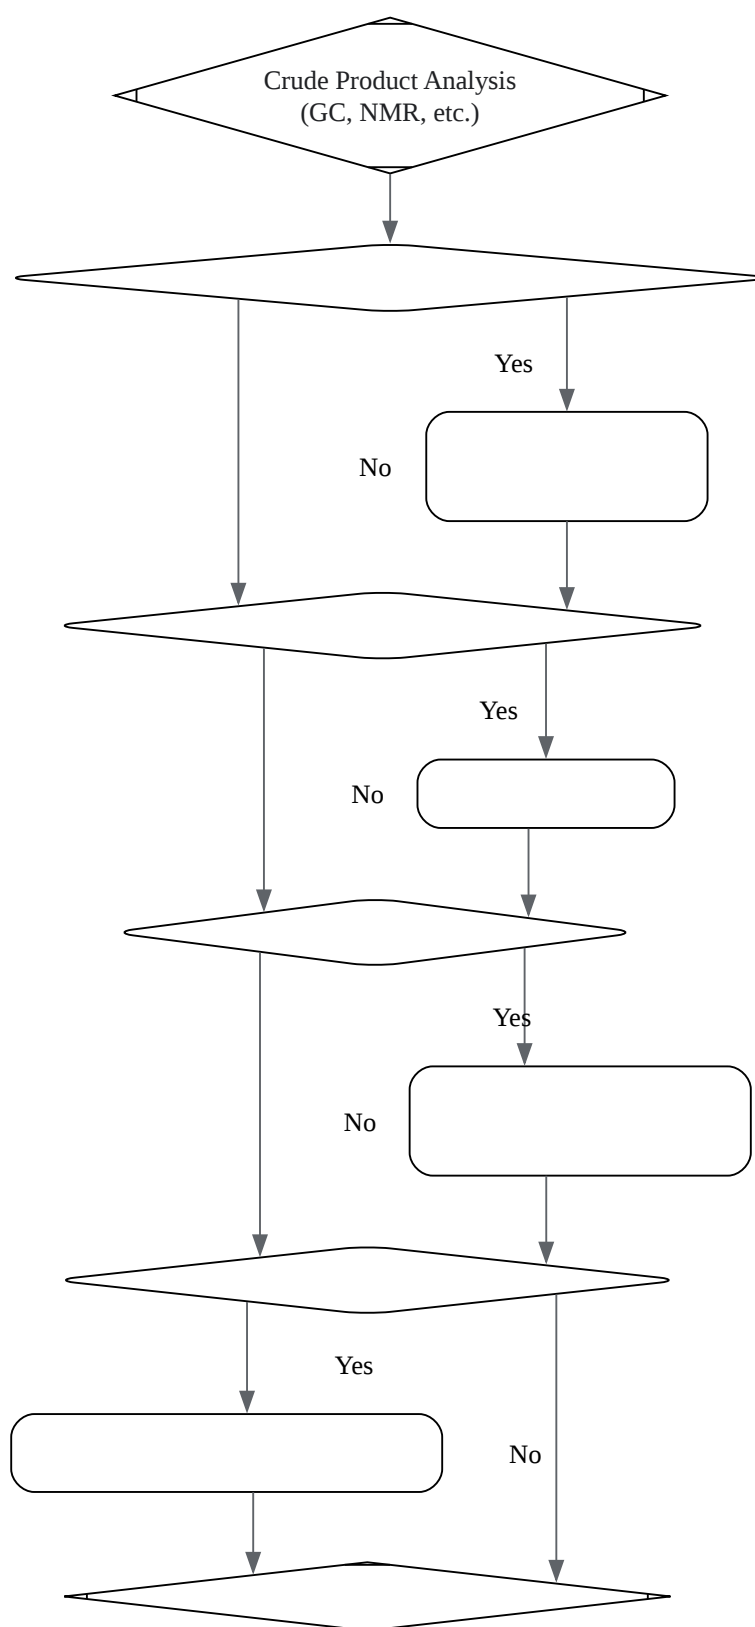 Crude Product Analysis
(GC, NMR, etc.)
Yes
No
Yes
No
Yes
No
Yes
No